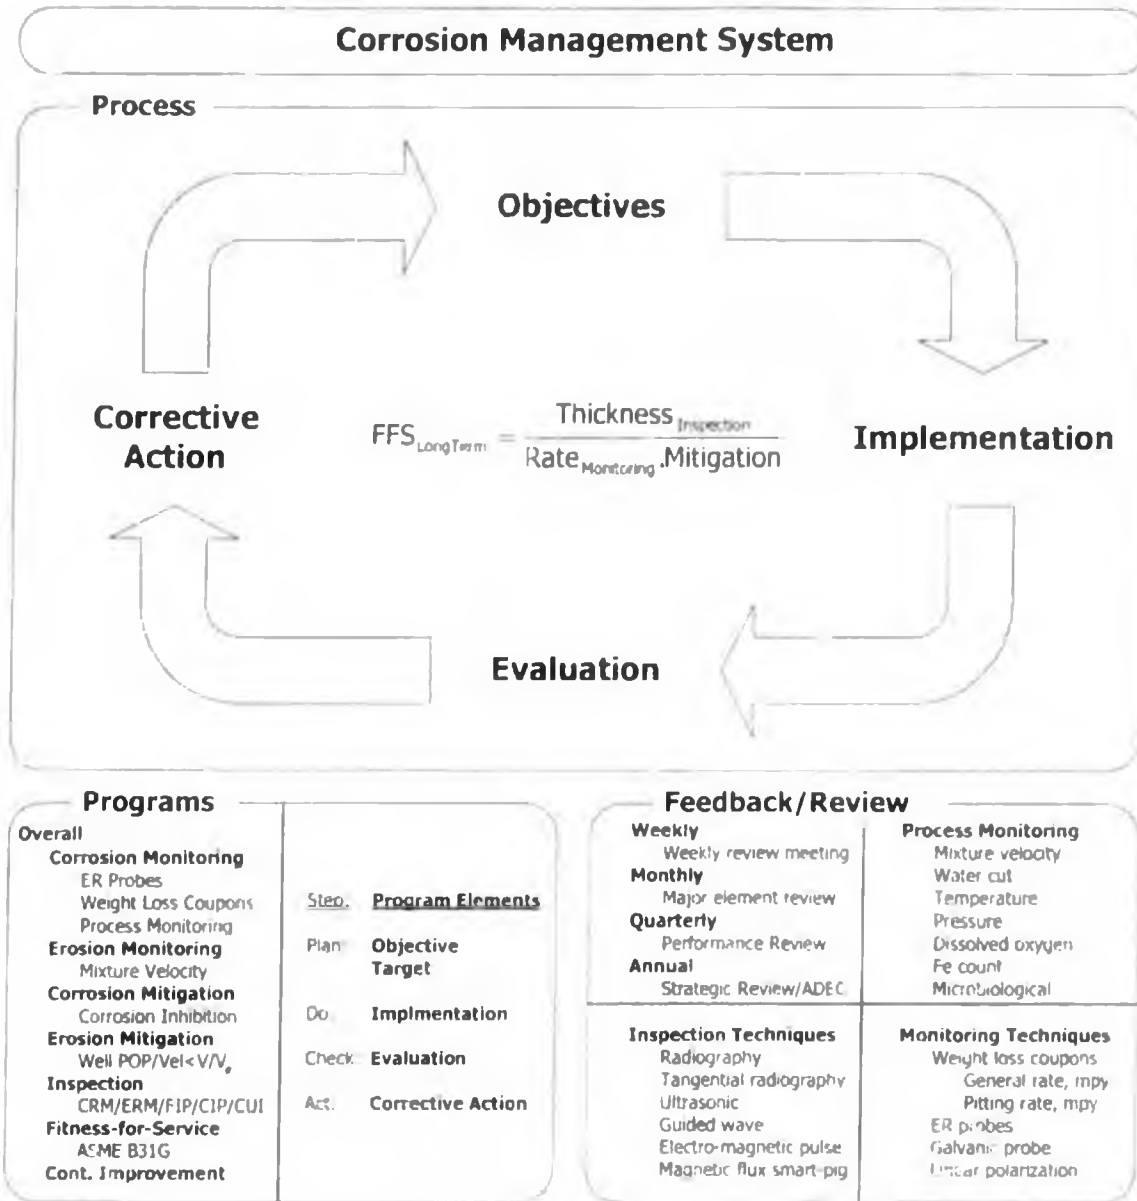 Corrosion Management System
Process
Objectives
Corrective
Action
FFS LongTerm = Thickness Inspection
Rate Monitoring .Mitigation
Implementation
Evaluation
Programs
Overall
Corrosion Monitoring
ER Probes
Weight Loss Coupons
Process Monitoring
Erosion Monitoring
Mixture Velocity
Corrosion Mitigation
Corrosion Inhibition
Erosion Mitigation
Well POP/Vel<V/Ve
Inspection
CRM/ERM/FIP/CIP/CUI
Fitness-for-Service
ASME B31G
Cont. Improvement
Step. Program Elements
Plan: Objective
Target
Do: Implmentation
Check: Evaluation
Act: Corrective Action
Feedback/Review
Weekly
Weekly review meeting
Monthly
Major element review
Quarterly
Performance Review
Annual
Strategic Review/ADEC
Process Monitoring
Mixture velocity
Water cut
Temperature
Pressure
Dissolved oxygen
Fe count
Microbiological
Inspection Techniques
Radiography
Tangential radiography
Ultrasonic
Guided wave
Electro-magnetic pulse
Magnetic flux smart-pig
Monitoring Techniques
Weight loss coupons
General rate, mpy
Pitting rate, mpy
ER probes
Galvanic probe
Linear polarization